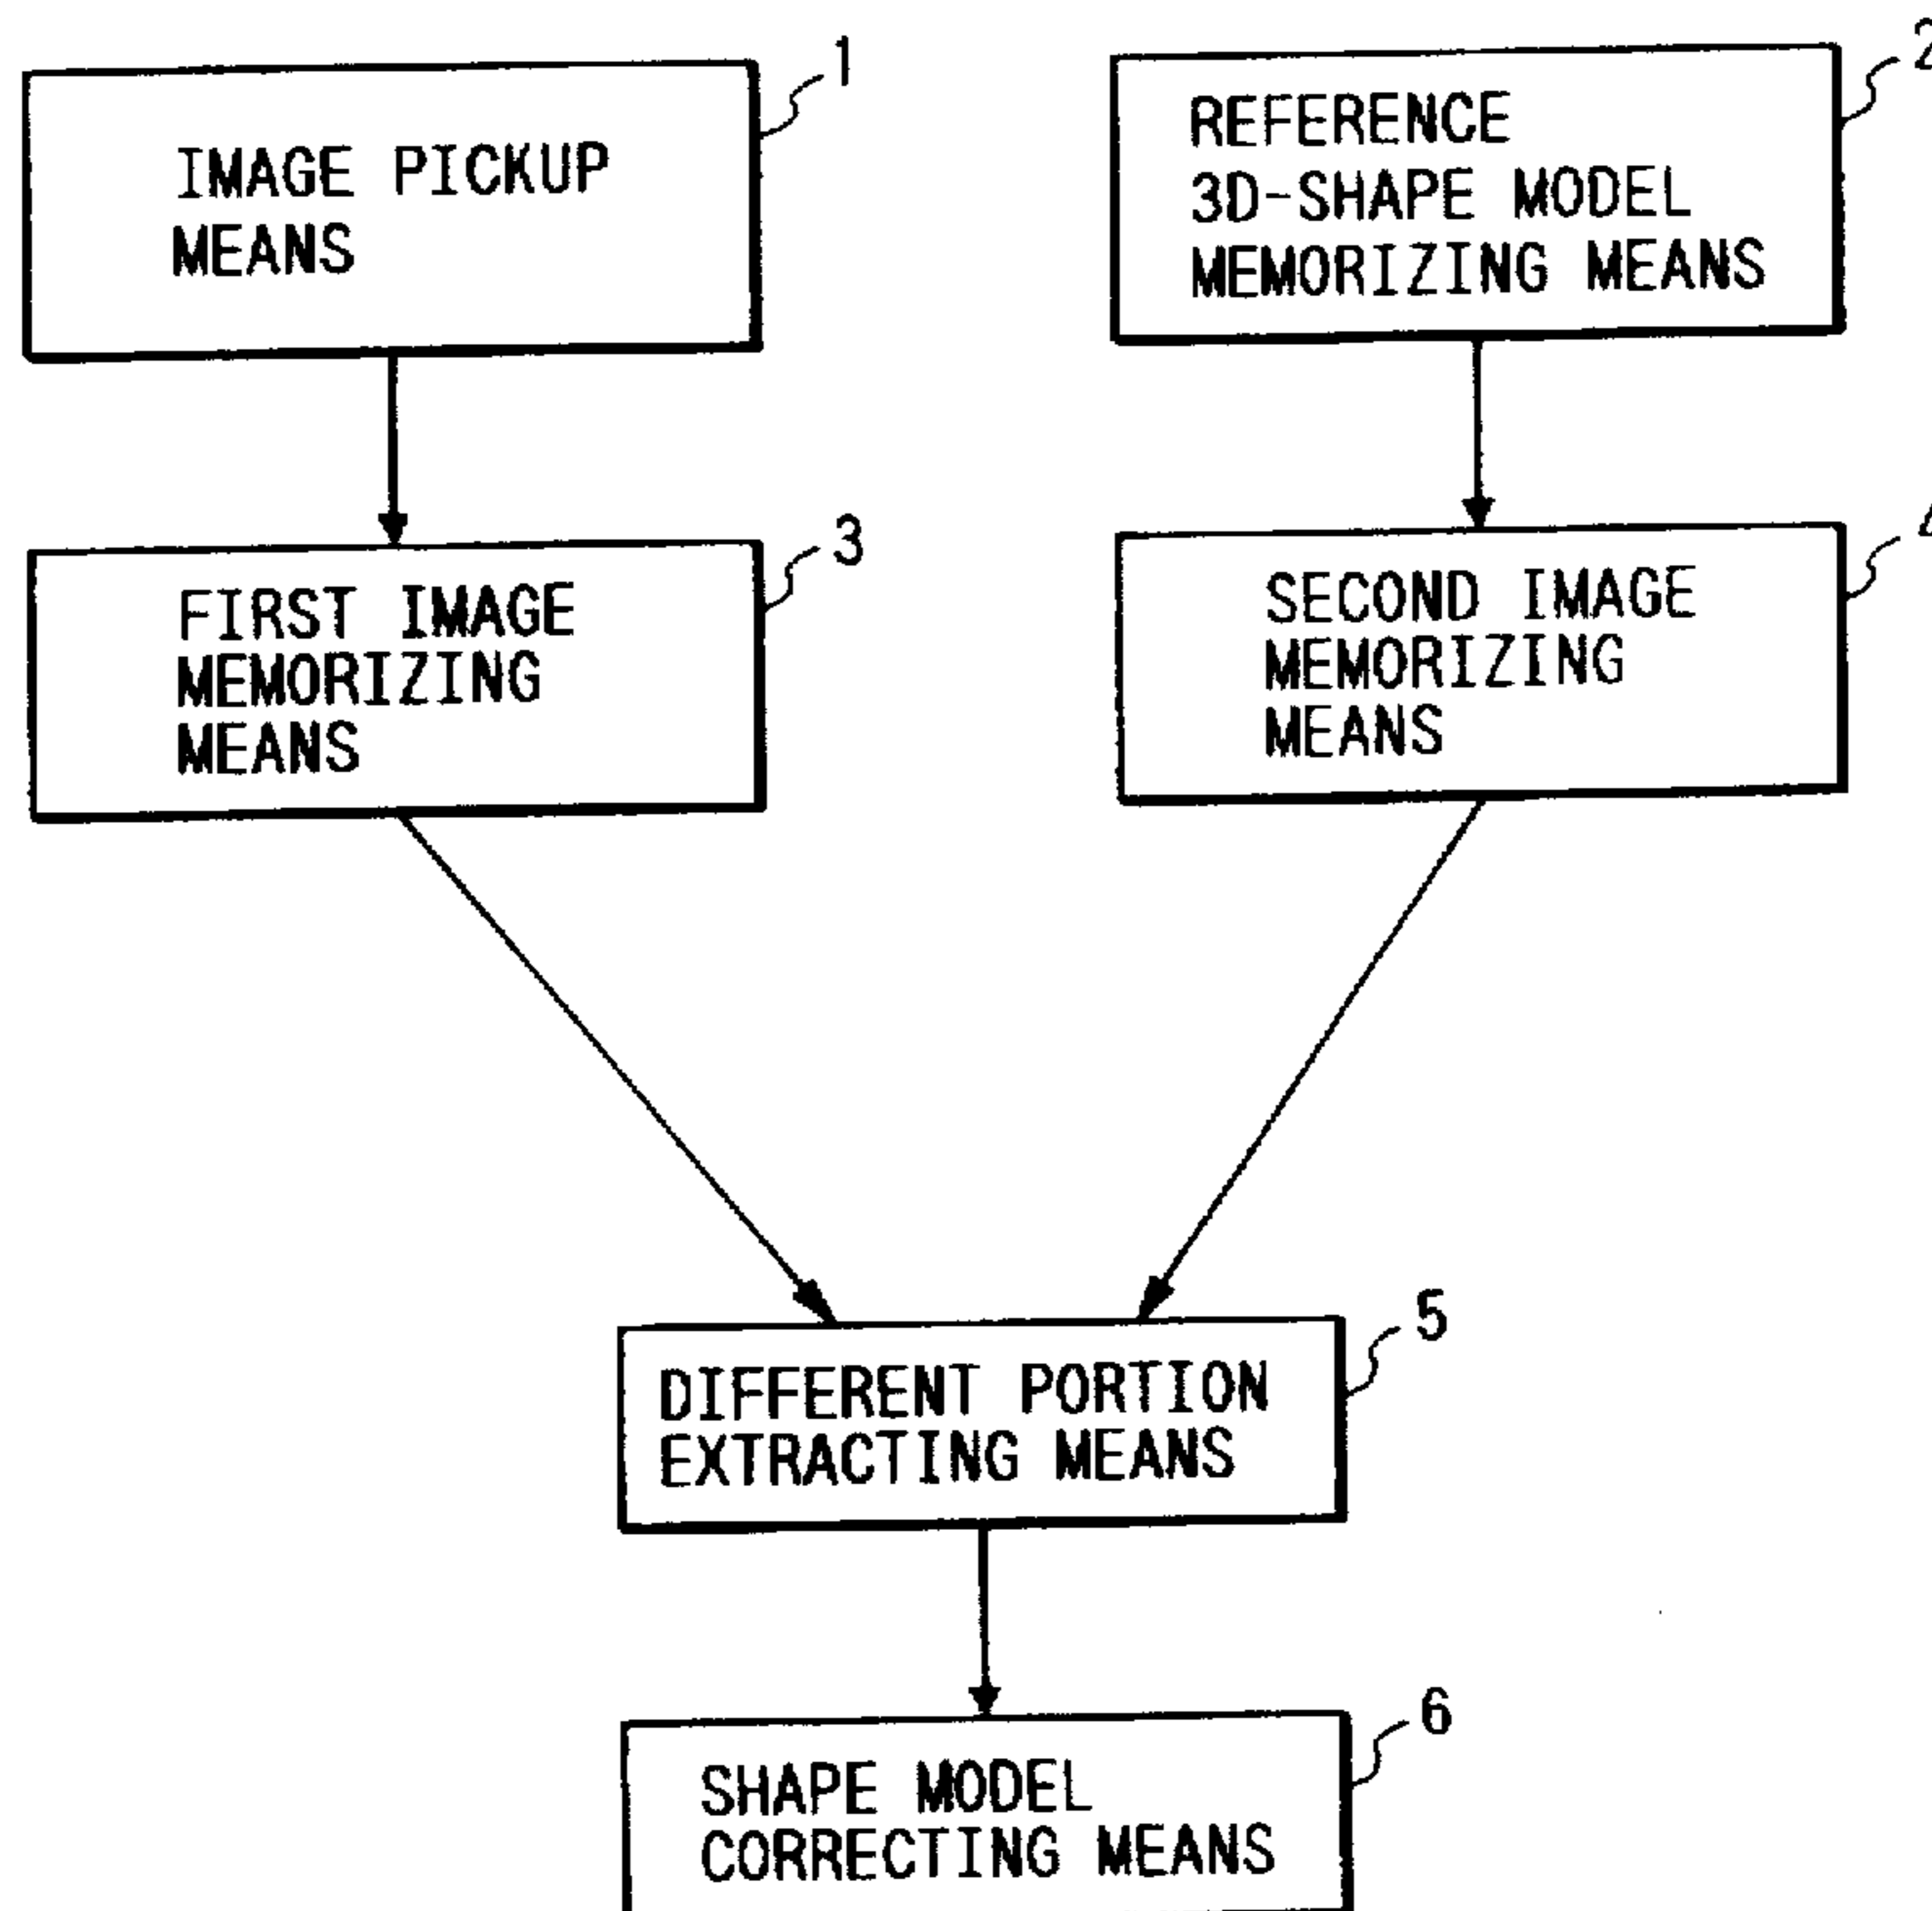 1
IMAGE PICKUP
MEANS
2
REFERENCE
3D-SHAPE MODEL
MEMORIZING MEANS
3
FIRST IMAGE
MEMORIZING
MEANS
SECOND IMAGE
MEMORIZING
MEANS
5
DIFFERENT PORTION
EXTRACTING MEANS
6
SHAPE MODEL
CORRECTING MEANS